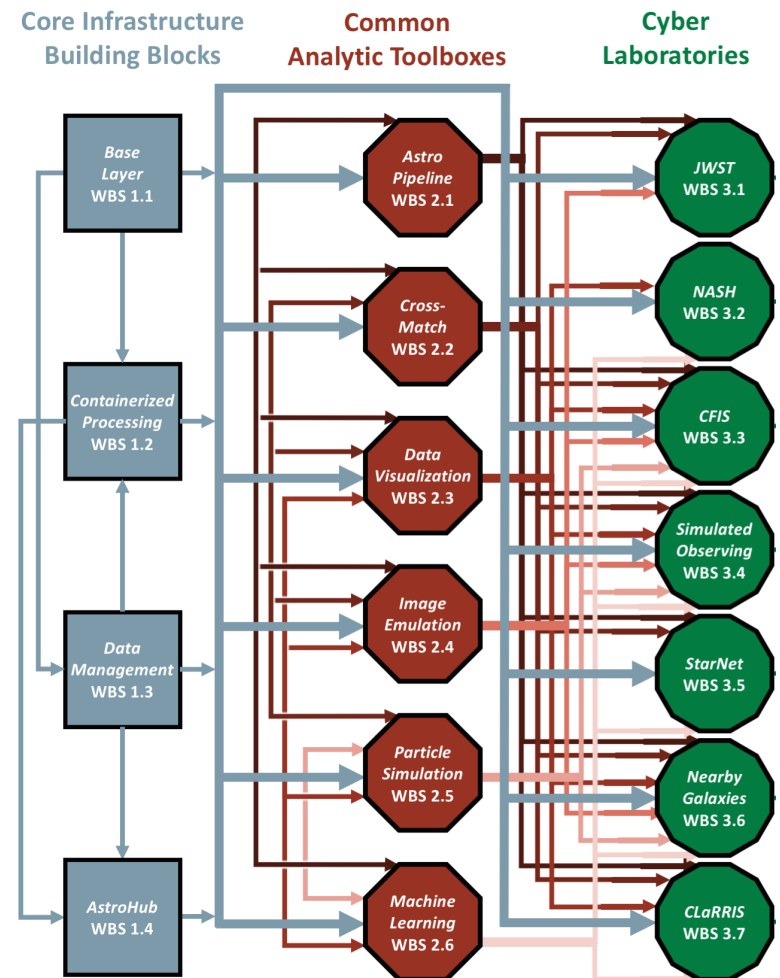 Core Infrastructure
Building Blocks
Common
Analytic Toolboxes
Cyber
Laboratories
Base
Layer
WBS 1.1
Containerized
Processing
WBS 1.2
Data
Management
WBS 1.3
AstroHub
WBS 1.4
Astro
Pipeline
WBS 2.1
Cross-
Match
WBS 2.2
Data
Visualization
WBS 2.3
Image
Emulation
WBS 2.4
Particle
Simulation
WBS 2.5
Machine
Learning
WBS 2.6
JWST
WBS 3.1
NASH
WBS 3.2
CFIS
WBS 3.3
Simulated
Observing
WBS 3.4
StarNet
WBS 3.5
Nearby
Galaxies
WBS 3.6
CLaRRIS
WBS 3.7